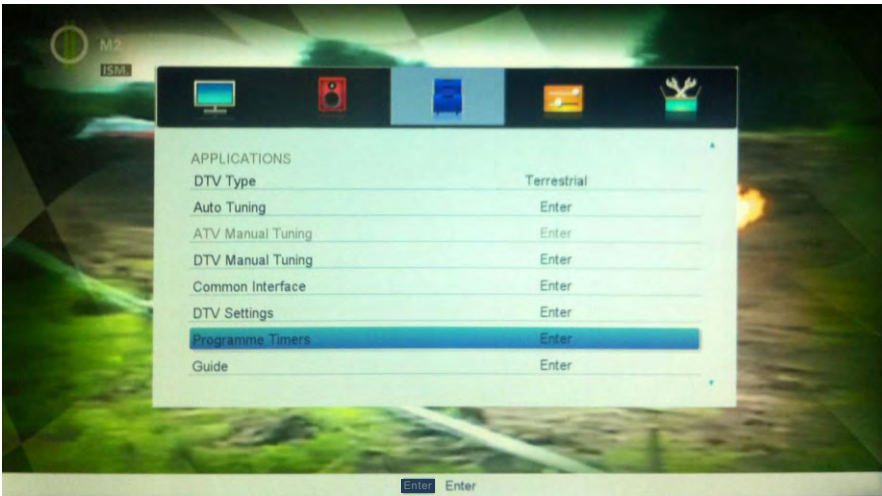 M2
ISM.
APPLICATIONS
DTV Type Terrestrial
Auto Tuning Enter
ATV Manual Tuning Enter
DTV Manual Tuning Enter
Common Interface Enter
DTV Settings Enter
Programme Timers Enter
Guide Enter
Enter Enter